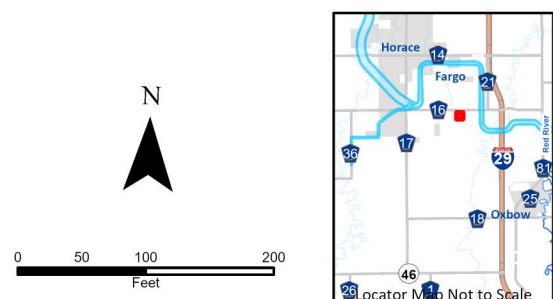 N
0 50 100 200
Feet
Horace
14
Fargo
21
16
17
36
INTERSTATE
29
Red River
81
25
18
Oxbow
46
26
1
Locator Map Not to Scale